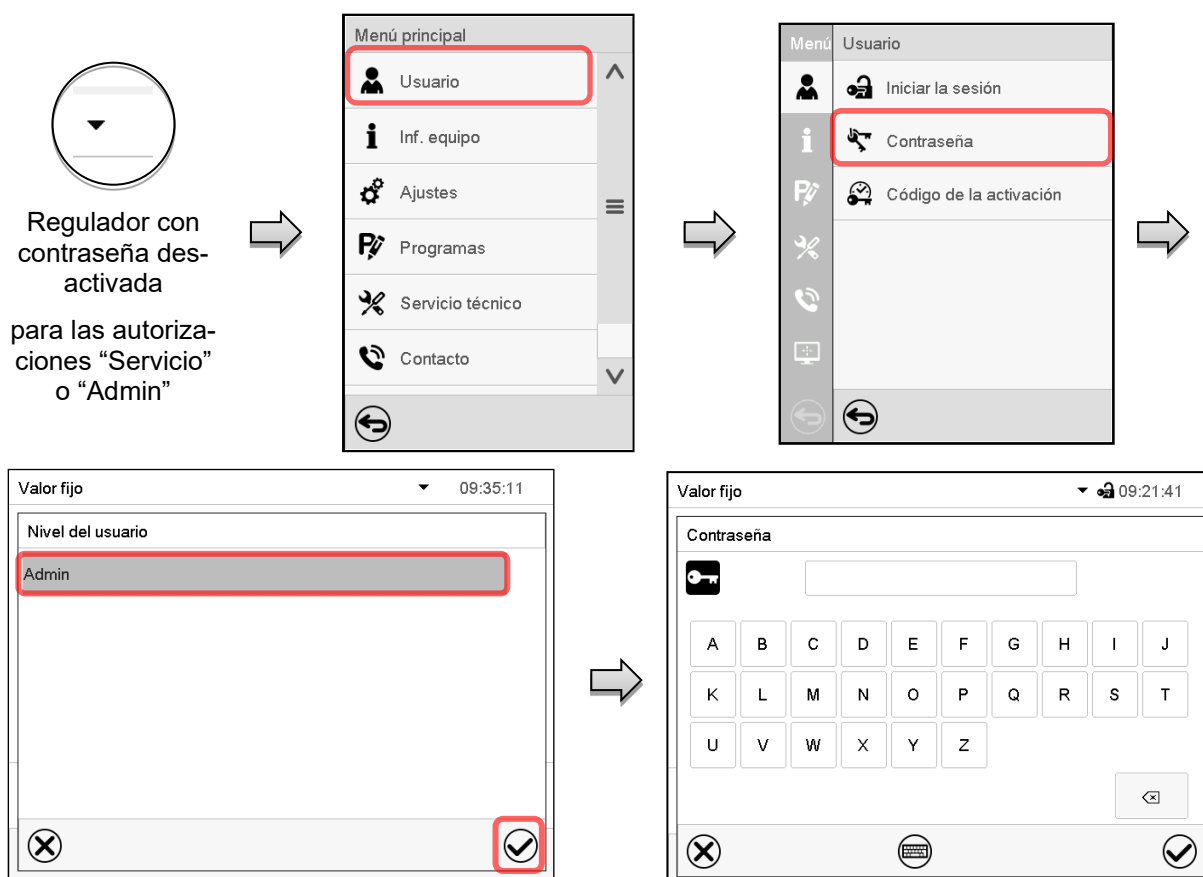 Regulador con
contraseña des-
activada
para las autoriza-
ciones “Servicio”
o “Admin”
Menú principal
Usuario
Inf. equipo
Ajustes
Programas
Servicio técnico
Contacto
Menú Usuario
Iniciar la sesión
Contraseña
Código de la activación
Valor fijo 09:35:11
Nivel del usuario
Admin
Valor fijo 09:21:41
Contraseña
A B C D E F G H I J
K L M N O P Q R S T
U V W X Y Z